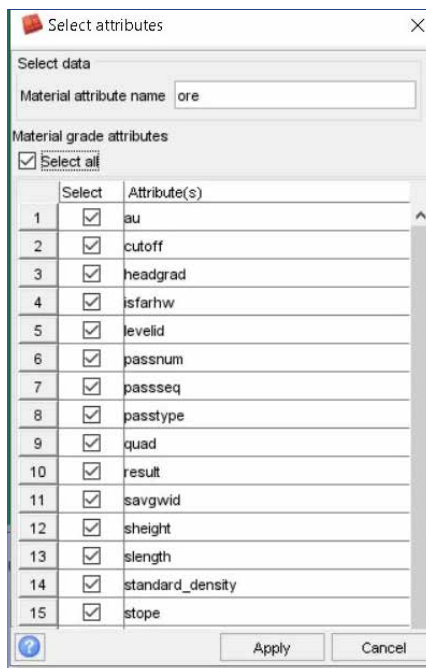 Select attributes
Select data
Material attribute name ore
Material grade attributes
Select all
Select Attribute(s)
1 au
2 cutoff
3 headgrad
4 isfarhw
5 levelid
6 passnum
7 passseq
8 passtype
9 quad
10 result
11 savgwid
12 sheight
13 slength
14 standard_density
15 stope
? Apply Cancel